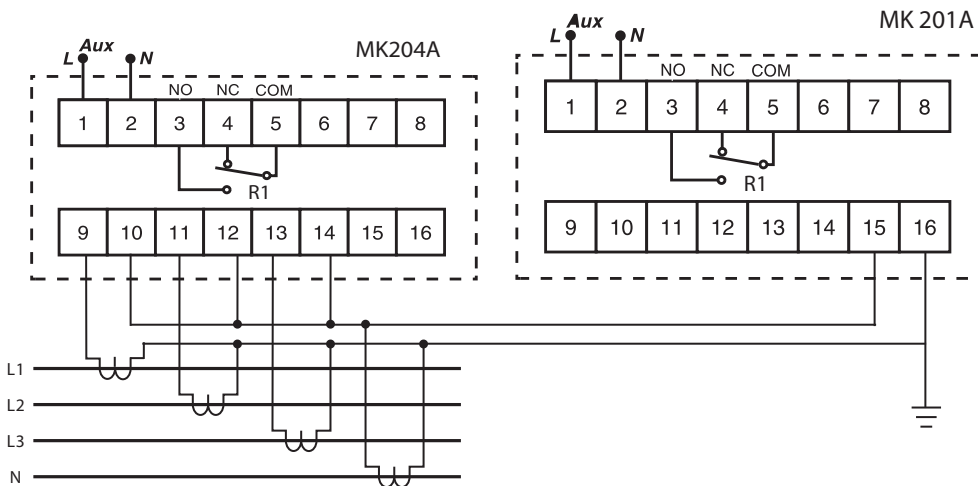 MK204A
L Aux N
NO NC COM
1 2 3 4 5 6 7 8
R1
9 10 11 12 13 14 15 16
MK 201A
L Aux N
NO NC COM
1 2 3 4 5 6 7 8
R1
9 10 11 12 13 14 15 16
L1
L2
L3
N